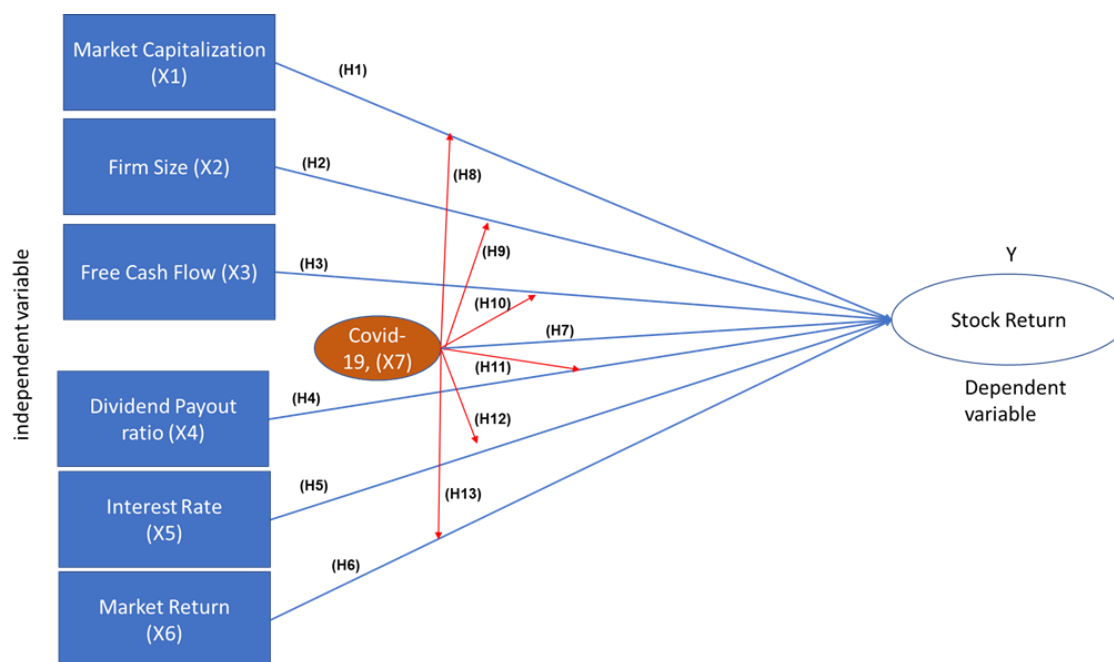 Market Capitalization
(X1)
(H1)
Firm Size (X2)
(H2)
(H8)
Free Cash Flow (X3)
(H3)
(H9)
(H10)
independent variable
Covid-
19, (X7)
(H7)
(H11)
Y
Stock Return
Dependent
variable
Dividend Payout
ratio (X4)
(H4)
(H12)
Interest Rate
(X5)
(H5)
(H13)
Market Return
(X6)
(H6)